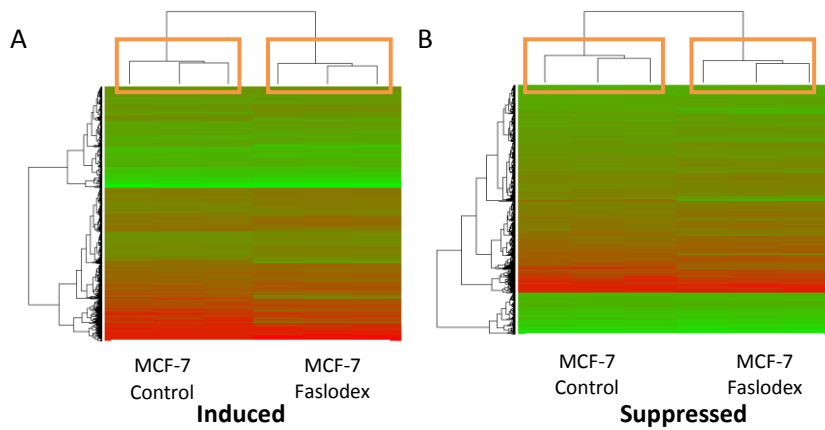 A
MCF-7
Control
MCF-7
Faslodex
Induced
B
MCF-7
Control
MCF-7
Faslodex
Suppressed